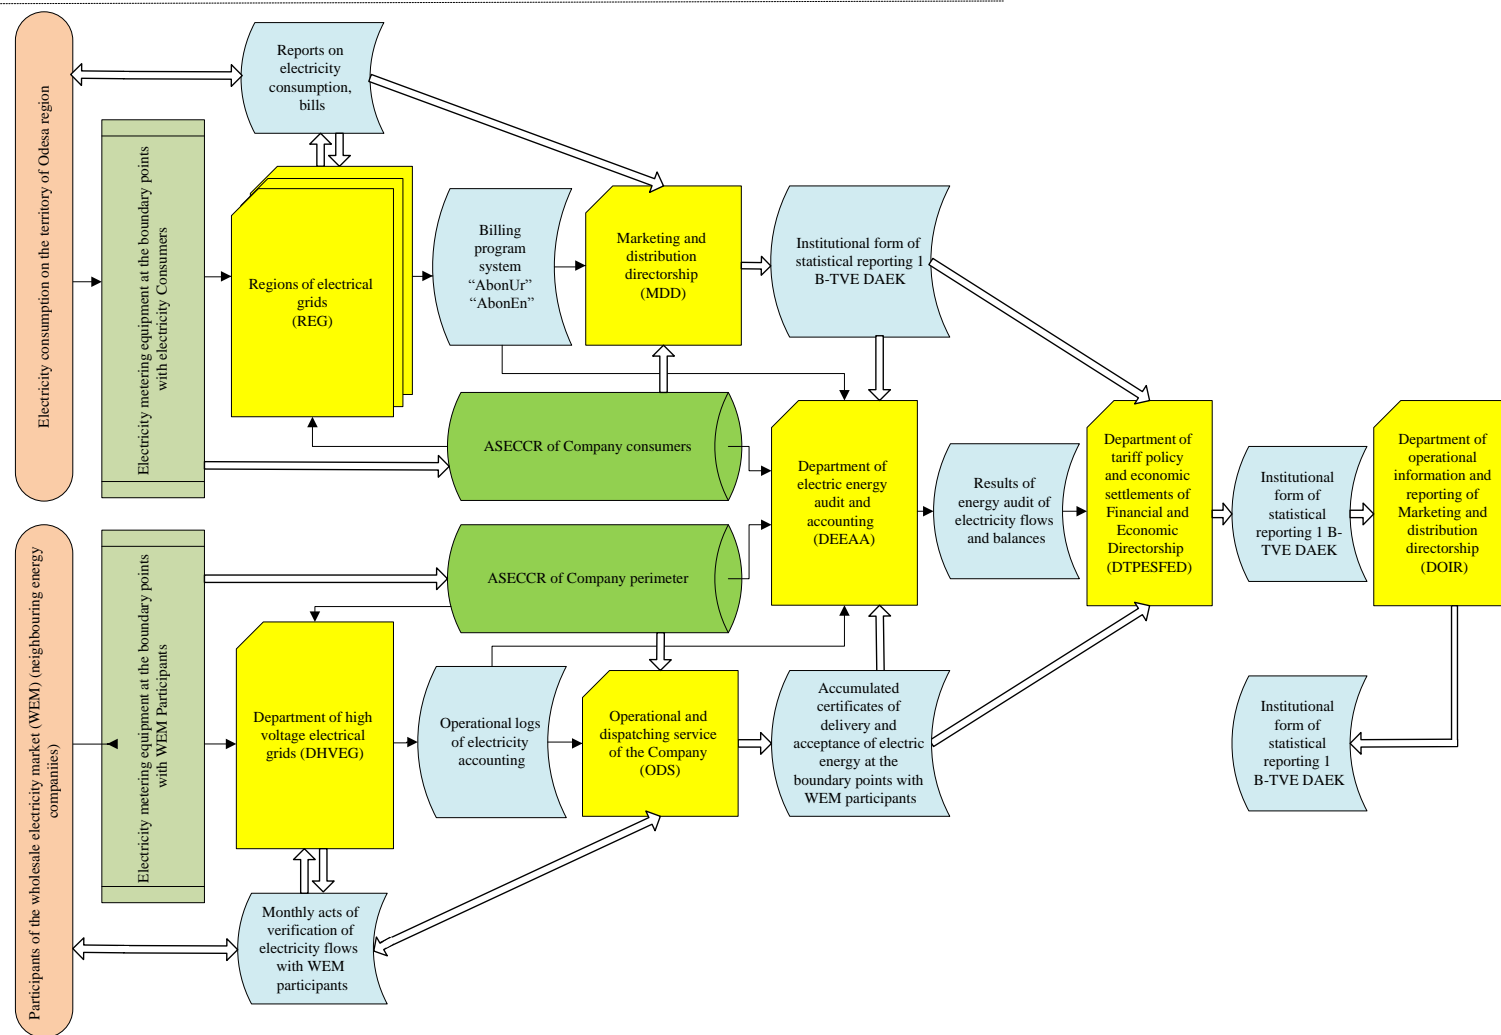 Electricity consumption on the territory of Odesa region
Electricity metering equipment at the boundary points
with electricity Consumers
Reports on
electricity
consumption,
bills
Regions of electrical
grids
(REG)
Billing
program
system
“AbonUr”
“AbonEn”
Marketing and
distribution
directorship
(MDD)
Institutional form of
statistical reporting 1
B-TVE DAEK
ASECCR of Company consumers
ASECCR of Company perimeter
Department of
electric energy
audit and
accounting
(DEEAA)
Results of
energy audit of
electricity flows
and balances
Department of
tariff policy
and economic
settlements of
Financial and
Economic
Directorship
(DTPESFED)
Institutional
form of
statistical
reporting 1 B-
TVE DAEK
Department of
operational
information and
reporting of
Marketing and
distribution
directorship
(DOIR)
Participants of the wholesale electricity market (WEM) (neighbouring energy
companiies)
Electricity metering equipment at the boundary points
with WEM Participants
Department of high
voltage electrical
grids (DHVEG)
Operational logs
of electricity
accounting
Operational and
dispatching service
of the Company
(ODS)
Accumulated
certificates of
delivery and
acceptance of electric
energy at the
boundary points with
WEM participants
Institutional
form of
statistical
reporting 1
B-TVE DAEK
Monthly acts of
verification of
electricity flows
with WEM
participants